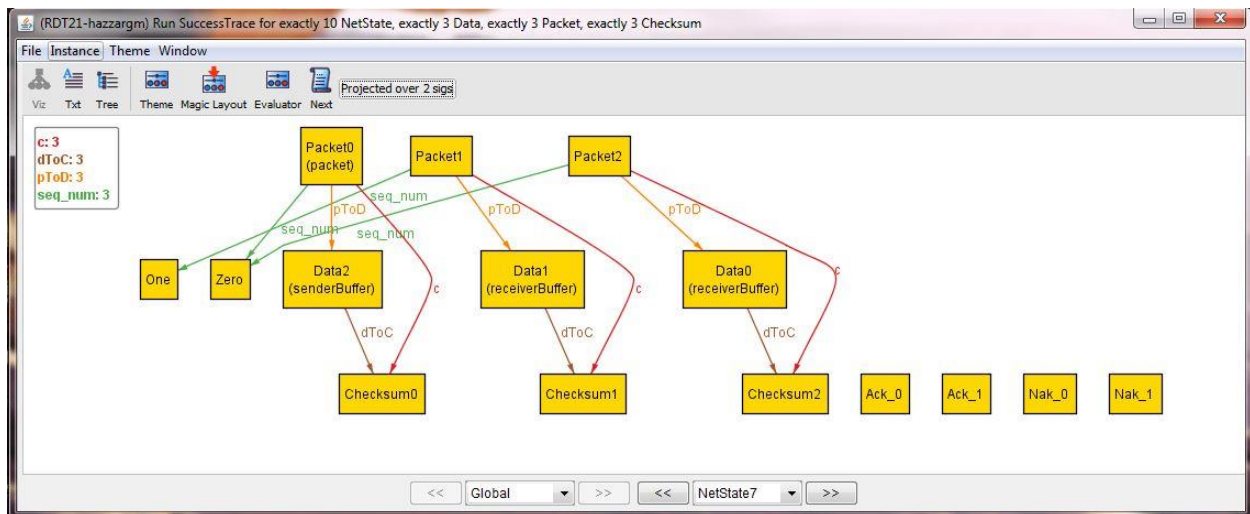 (RDT21-hazzargm) Run SuccessTrace for exactly 10 NetState, exactly 3 Data, exactly 3 Packet, exactly 3 Checksum
File Instance Theme Window
Viz Txt Tree Theme Magic Layout Evaluator Next Projected over 2 sigs
c: 3
dToC: 3
pToD: 3
seq_num: 3
Packet0
(packet)
Packet1
Packet2
seq_num
pToD
pToD
pToD
seq_num
seq_num
One
Zero
Data2
(senderBuffer)
Data1
(receiverBuffer)
Data0
(receiverBuffer)
c
c
c
dToC
dToC
dToC
Checksum0
Checksum1
Checksum2
Ack_0
Ack_1
Nak_0
Nak_1
<< Global >> << NetState7 >>